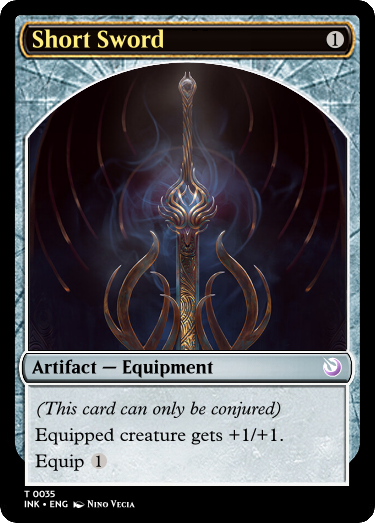 Short Sword 1
Artifact — Equipment
(This card can only be conjured)
Equipped creature gets +1/+1.
Equip 1
T 0035
INK • ENG Nino Vecia